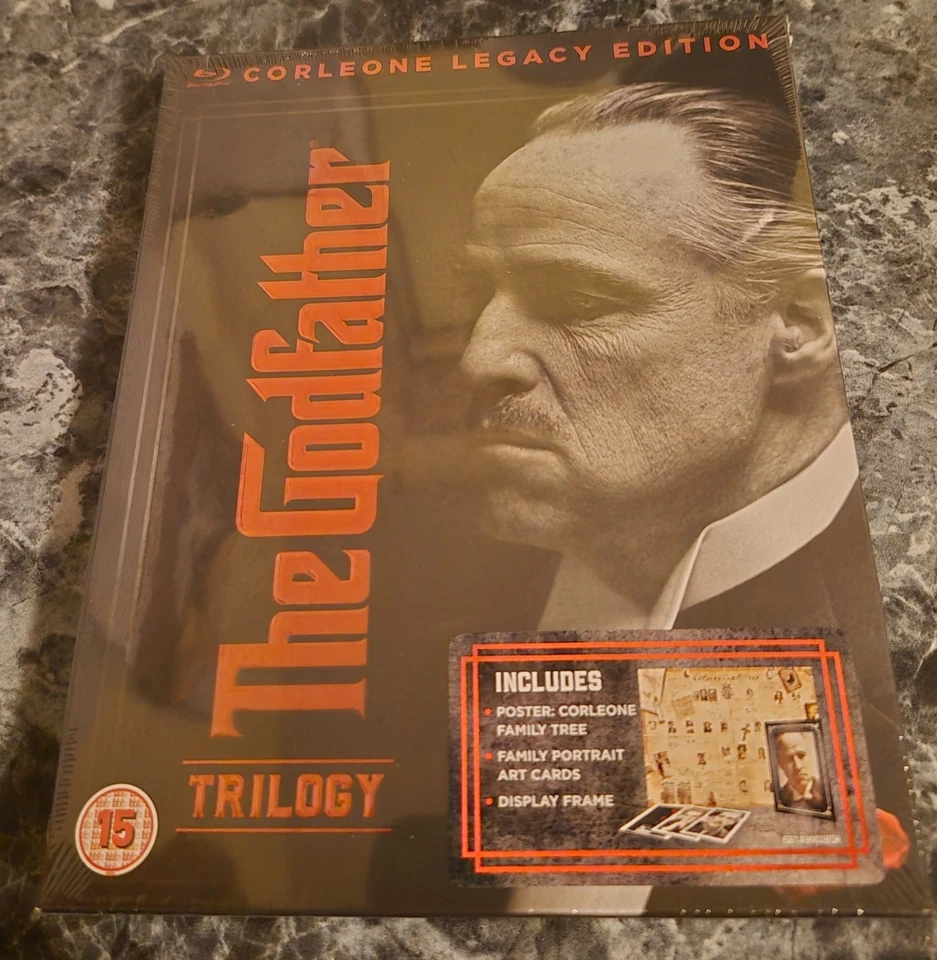 CORLEONE LEGACY EDITION
The Godfather
TRILOGY
15
INCLUDES
• POSTER: CORLEONE
FAMILY TREE
• FAMILY PORTRAIT
ART CARDS
• DISPLAY FRAME